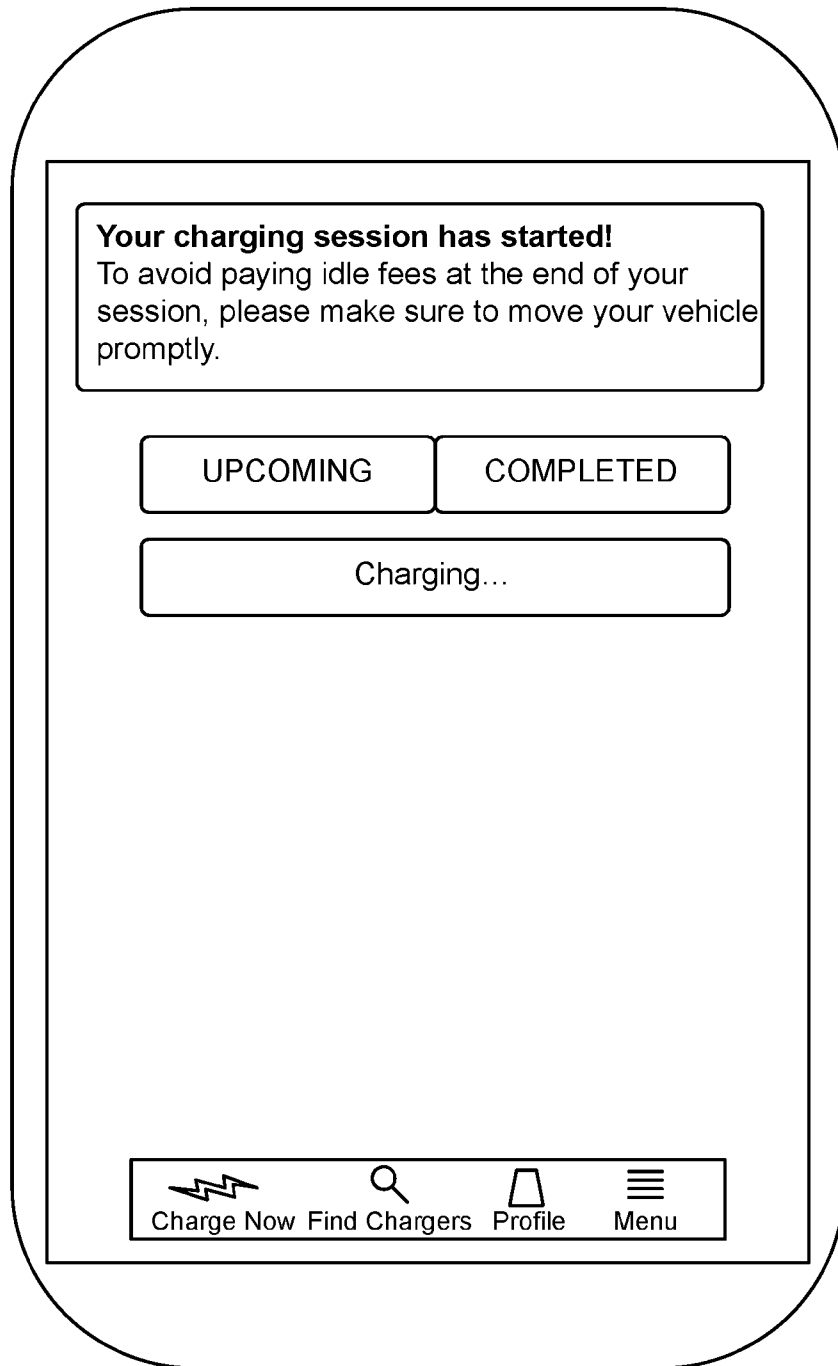 Your charging session has started!
To avoid paying idle fees at the end of your
session, please make sure to move your vehicle
promptly.
UPCOMING COMPLETED
Charging...
Charge Now Find Chargers Profile Menu